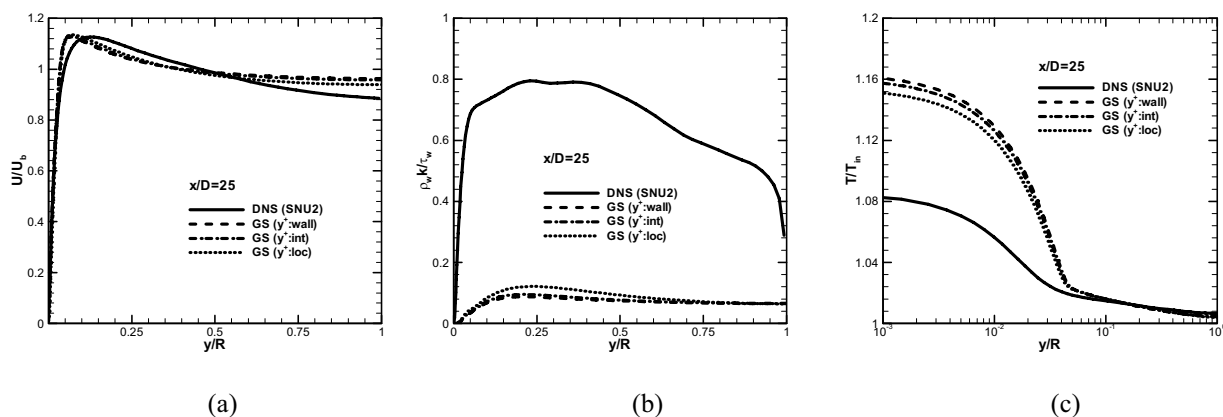 U/U_b
1.2
1
0.8
0.6
0.4
0.2
0
0.25
0.5
0.75
1
y/R
x/D=25
DNS (SNU2)
GS (y⁺:wall)
GS (y⁺:int)
GS (y⁺:loc)
(a)
ρ_w k/τ_w
1
0.8
0.6
0.4
0.2
0
0
0.25
0.5
0.75
1
y/R
x/D=25
DNS (SNU2)
GS (y⁺:wall)
GS (y⁺:int)
GS (y⁺:loc)
(b)
T/T_in
1.2
1.16
1.12
1.08
1.04
1
10⁻³
10⁻²
10⁻¹
10⁰
y/R
x/D=25
DNS (SNU2)
GS (y⁺:wall)
GS (y⁺:int)
GS (y⁺:loc)
(c)